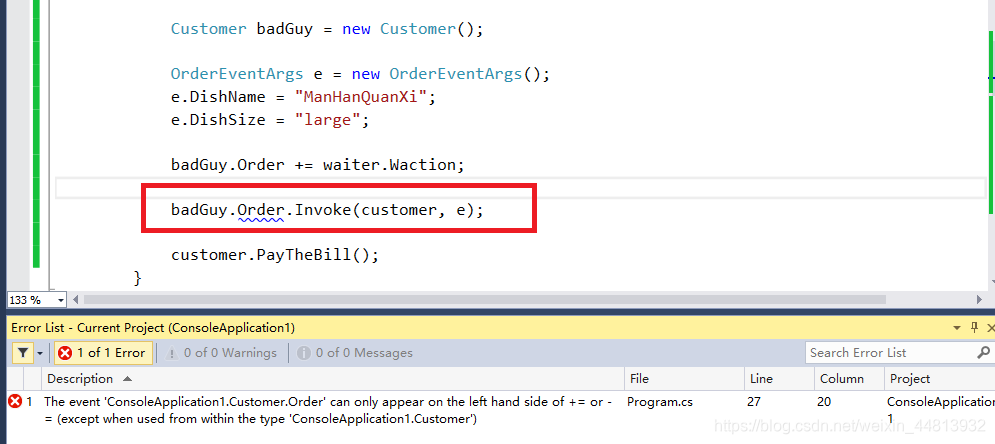 Customer badGuy = new Customer();
OrderEventArgs e = new OrderEventArgs();
e.DishName = "ManHanQuanXi";
e.DishSize = "large";
badGuy.Order += waiter.Waction;
badGuy.Order.Invoke(customer, e);
customer.PayTheBill();
}
133 %
Error List - Current Project (ConsoleApplication1)
1 of 1 Error
0 of 0 Warnings
0 of 0 Messages
Search Error List
Description File Line Column Project
1 The event 'ConsoleApplication1.Customer.Order' can only appear on the left hand side of += or - Program.cs 27 20 ConsoleApplication
= (except when used from within the type 'ConsoleApplication1.Customer') 1
https://blog.csdn.net/weixin_44813932